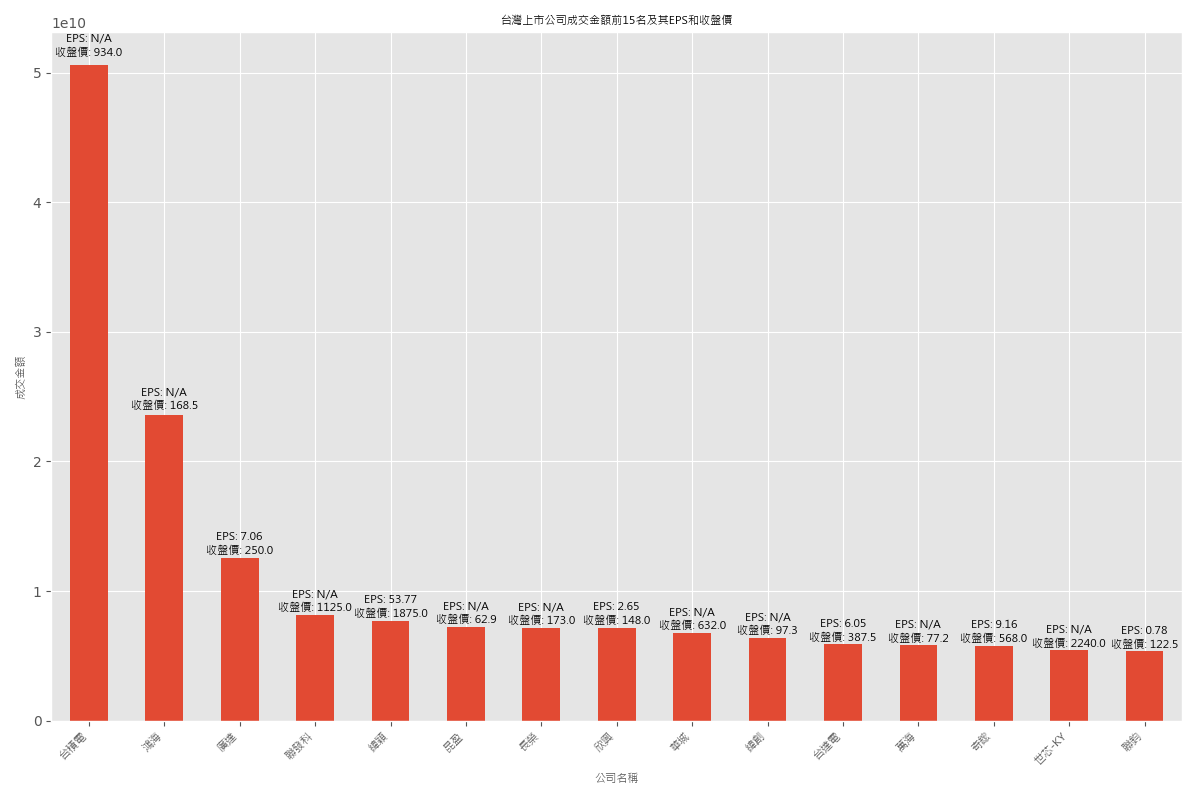 台灣上市公司成交金額前15名及其EPS和收盤價
1e10
EPS: N/A
收盤價: 934.0
EPS: N/A
收盤價: 168.5
EPS: 7.06
收盤價: 250.0
EPS: N/A
收盤價: 1125.0
EPS: 53.77
收盤價: 1875.0
EPS: N/A
收盤價: 62.9
EPS: N/A
收盤價: 173.0
EPS: 2.65
收盤價: 148.0
EPS: N/A
收盤價: 632.0
EPS: N/A
收盤價: 97.3
EPS: 6.05
收盤價: 387.5
EPS: N/A
收盤價: 77.2
EPS: 9.16
收盤價: 568.0
EPS: N/A
收盤價: 2240.0
EPS: 0.78
收盤價: 122.5
5
4
3
2
1
0
成交金額
台積電
鴻海
廣達
聯發科
緯穎
昆盈
長榮
欣興
華城
緯創
台達電
萬海
奇鋐
世芯-KY
聯鈞
公司名稱